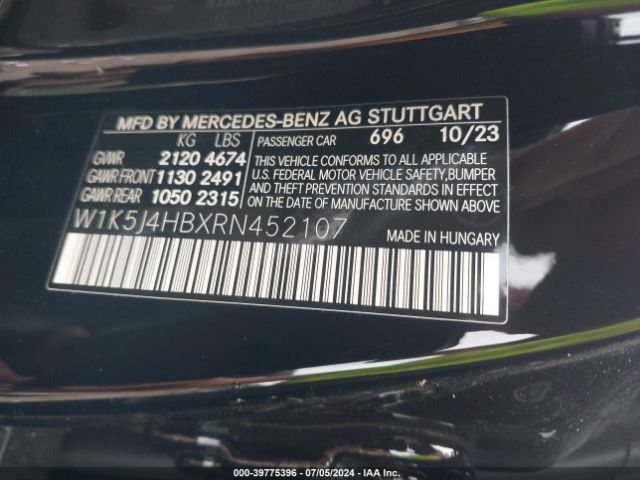 MFD BY MERCEDES-BENZ AG STUTTGART
KG LBS
GWR 2120 4674
GAWR FRONT 1130 2491
GAWR REAR 1050 2315
PASSENGER CAR 696 10/23
THIS VEHICLE CONFORMS TO ALL APPLICABLE
U.S. FEDERAL MOTOR VEHICLE SAFETY,BUMPER
AND THEFT PREVENTION STANDARDS IN EFFECT
ON THE DATE OF MANUFACTURE SHOWN ABOVE
W1K5J4HBXRN452107
MADE IN HUNGARY
000-39775396 - 07/05/2024 - IAA Inc.